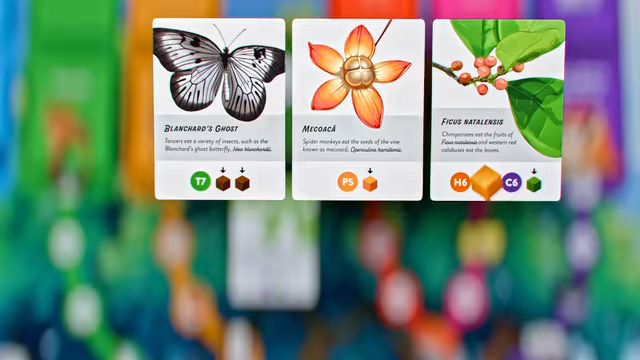 Blanchard's Ghost
Tarsiers eat a variety of insects, such as the
Blanchard's ghost butterfly, Idea blanchardii.
T7
Mecoacá
Spider monkeys eat the seeds of the vine
known as mecoacá, Operculina hamiltonii.
P5
Ficus natalensis
Chimpanzees eat the fruits of
Ficus natalensis and western red
colobuses eat the leaves.
H6
C6